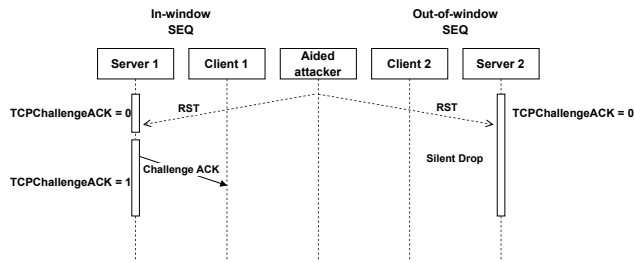 In-window
SEQ
Out-of-window
SEQ
Server 1
Client 1
Aided
attacker
Client 2
Server 2
TCPChallengeACK = 0
RST
RST
TCPChallengeACK = 0
Silent Drop
Challenge ACK
TCPChallengeACK = 1